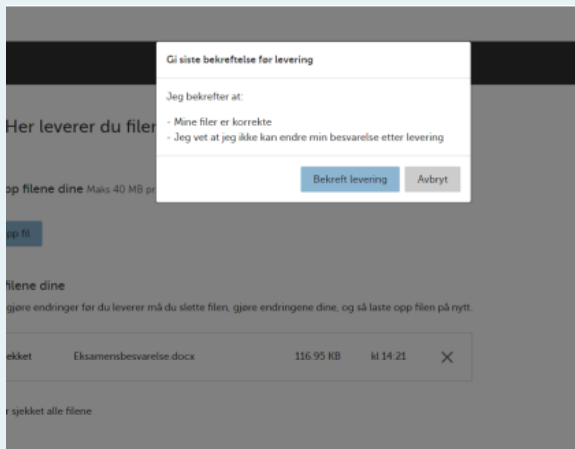 Gi siste bekreftelse før levering
Jeg bekrefter at:
- Mine filer er korrekte
- Jeg vet at jeg ikke kan endre min besvarelse etter levering
Bekreft levering Avbryt
Her leverer du filer
pp filene dine Maks 40 MB pr
pp fil
filene dine
gjøre endringer før du leverer må du slette filen, gjøre endringene dine, og så laste opp filen på nytt.
ekket Eksamensbesvarelse.docx 116.95 KB kl 14:21
r sjekket alle filene